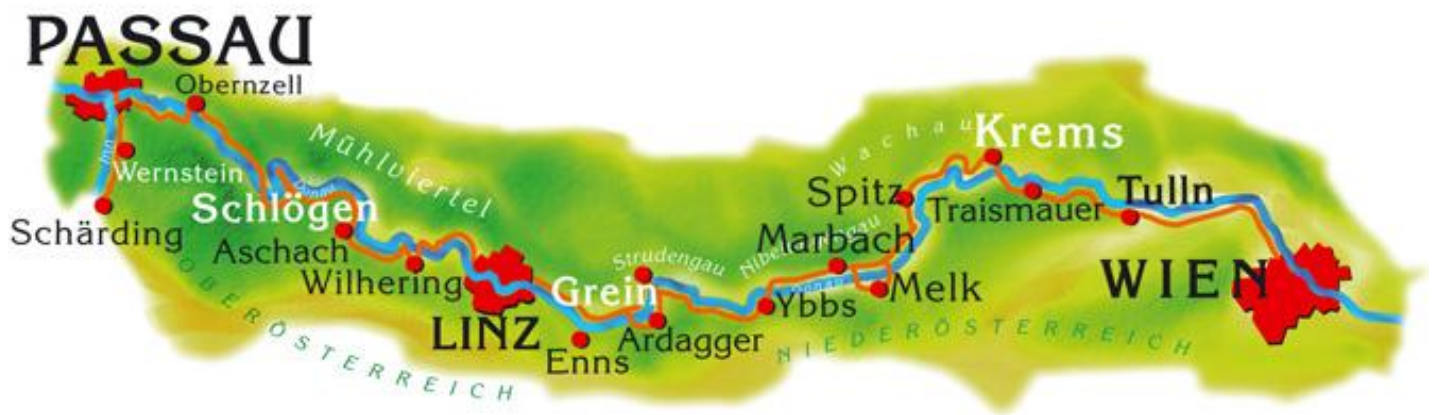 PASSAU
Obernzell
Inn
Wernstein
Schärding
Mühlviertel
Donau
Schlögen
Aschach
Wilhering
OBERÖSTERREICH
LINZ
Enns
Grein
Strudengau
Ardagger
Nibelungengau
Ybbs
Donau
Marbach
Melk
NIEDERÖSTERREICH
Spitz
Wachau
Krems
Traismauer
Tulln
WIEN